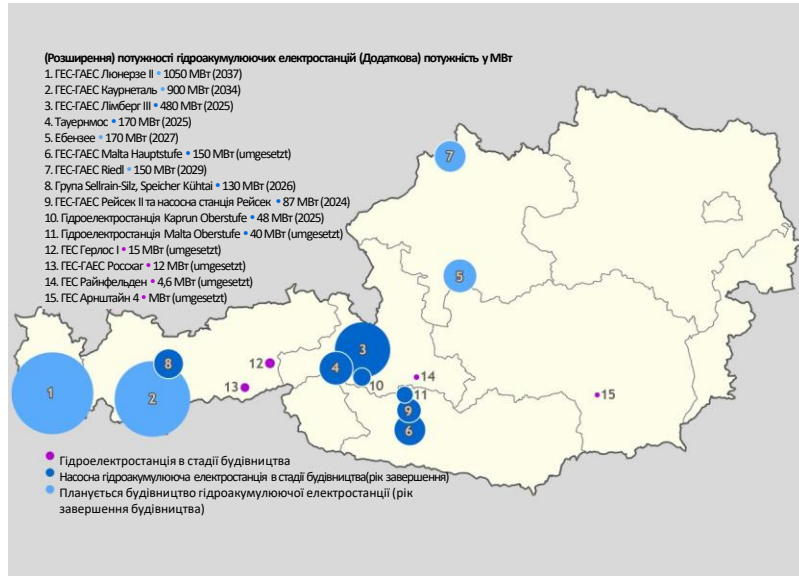 (Розширення) потужності гідроакумулюючих електростанцій (Додаткова) потужність у МВт
1. ГЕС-ГАЕС Люнерзе II • 1050 МВт (2037)
2. ГЕС-ГАЕС Каурнеталь • 900 МВт (2034)
3. ГЕС-ГАЕС Лімберг III • 480 МВт (2025)
4. Тауернмос • 170 МВт (2025)
5. Ебензее • 170 МВт (2027)
6. ГЕС-ГАЕС Malta Hauptstufe • 150 МВт (umgesetzt)
7. ГЕС-ГАЕС Riedl • 150 МВт (2029)
8. Група Sellrain-Silz, Speicher Kühtai • 130 МВт (2026)
9. ГЕС-ГАЕС Рейсек II та насосна станція Рейсек • 87 МВт (2024)
10. Гідроелектростанція Kaprun Oberstufe • 48 МВт (2025)
11. Гідроелектростанція Malta Oberstufe • 40 МВт (umgesetzt)
12. ГЕС Герлос I • 15 МВт (umgesetzt)
13. ГЕС-ГАЕС Россхаг • 12 МВт (umgesetzt)
14. ГЕС Райнфельден • 4,6 МВт (umgesetzt)
15. ГЕС Арнштайн 4 • МВт (umgesetzt)
7
5
3
12
8
4
14
10
1
13
2
11
15
9
6
Гідроелектростанція в стадії будівництва
Насосна гідроакумулююча електростанція в стадії будівництва(рік завершення)
Планується будівництво гідроакумулюючої електростанції (рік
завершення будівництва)